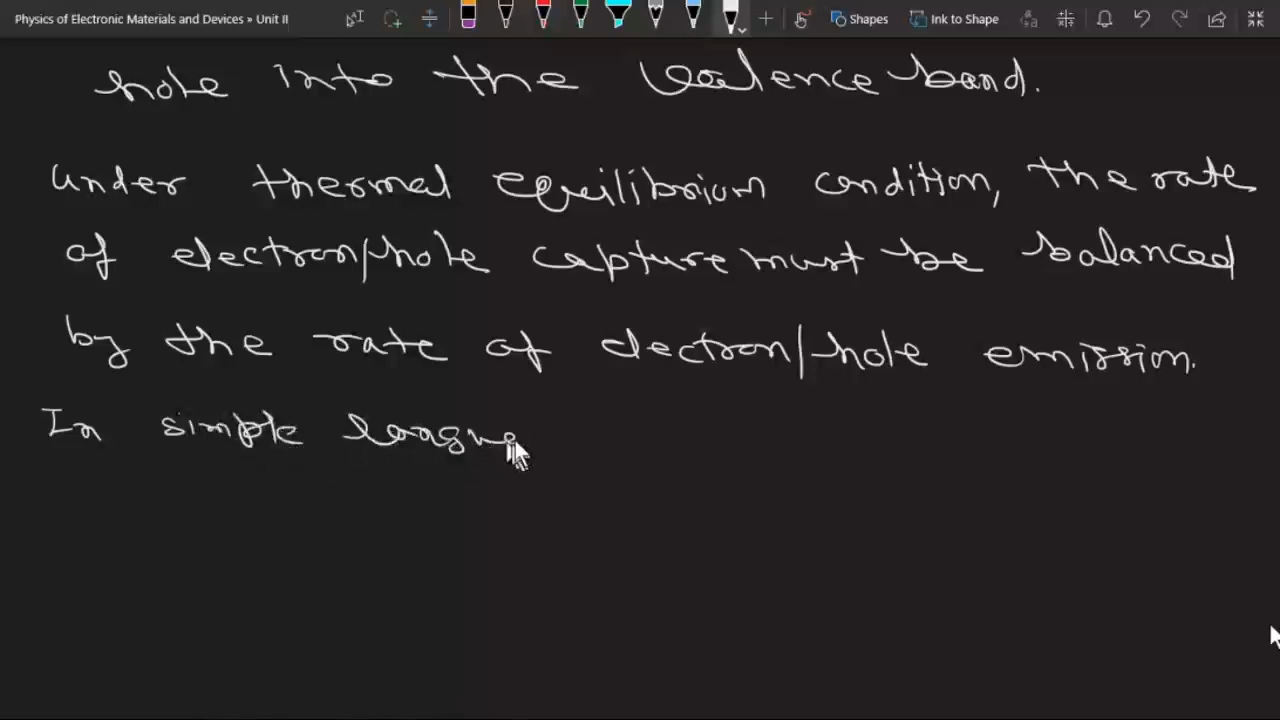 Physics of Electronic Materials and Devices » Unit II
Shapes
Ink to Shape
hole into the valence band.
under thermal equilibrium condition, the rate
of electron/hole capture must be balanced
by the rate of electron/hole emission.
In simple langue